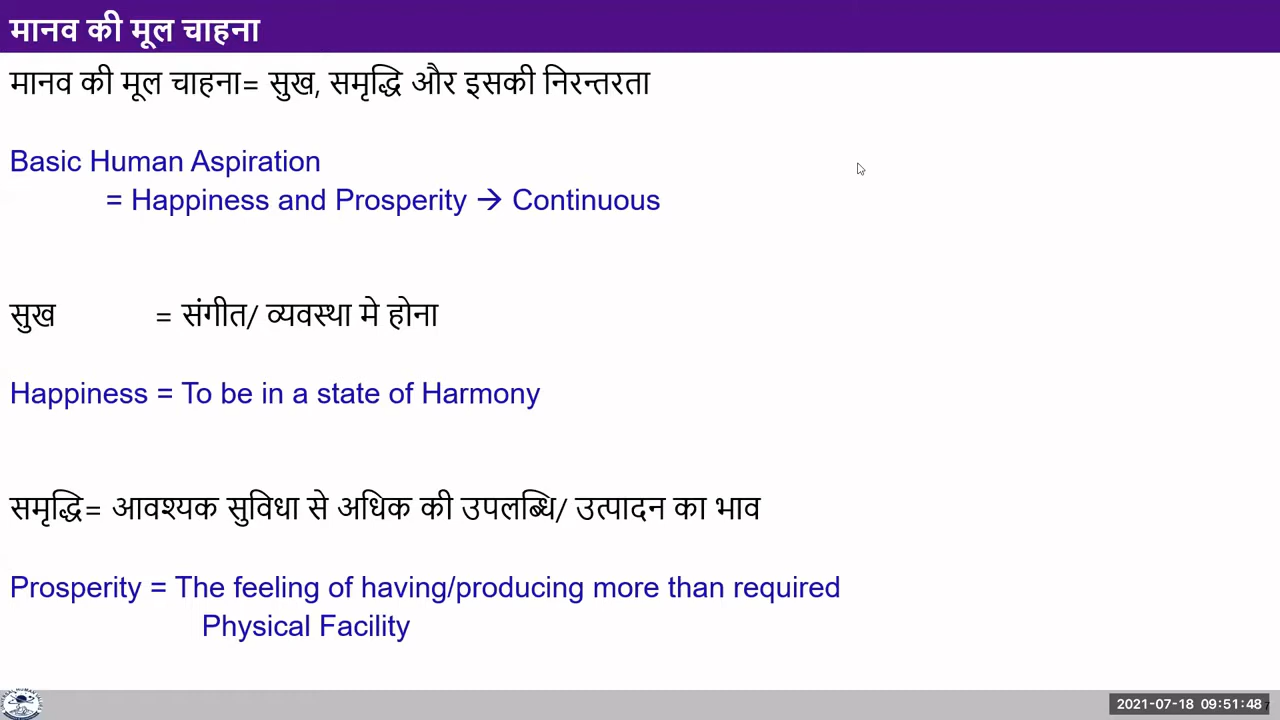 मानव की मूल चाहना
मानव की मूल चाहना= सुख, समृद्धि और इसकी निरन्तरता
Basic Human Aspiration
= Happiness and Prosperity → Continuous
सुख = संगीत/ व्यवस्था मे होना
Happiness = To be in a state of Harmony
समृद्धि= आवश्यक सुविधा से अधिक की उपलब्धि/ उत्पादन का भाव
Prosperity = The feeling of having/producing more than required
Physical Facility
2021-07-18 09:51:48
7